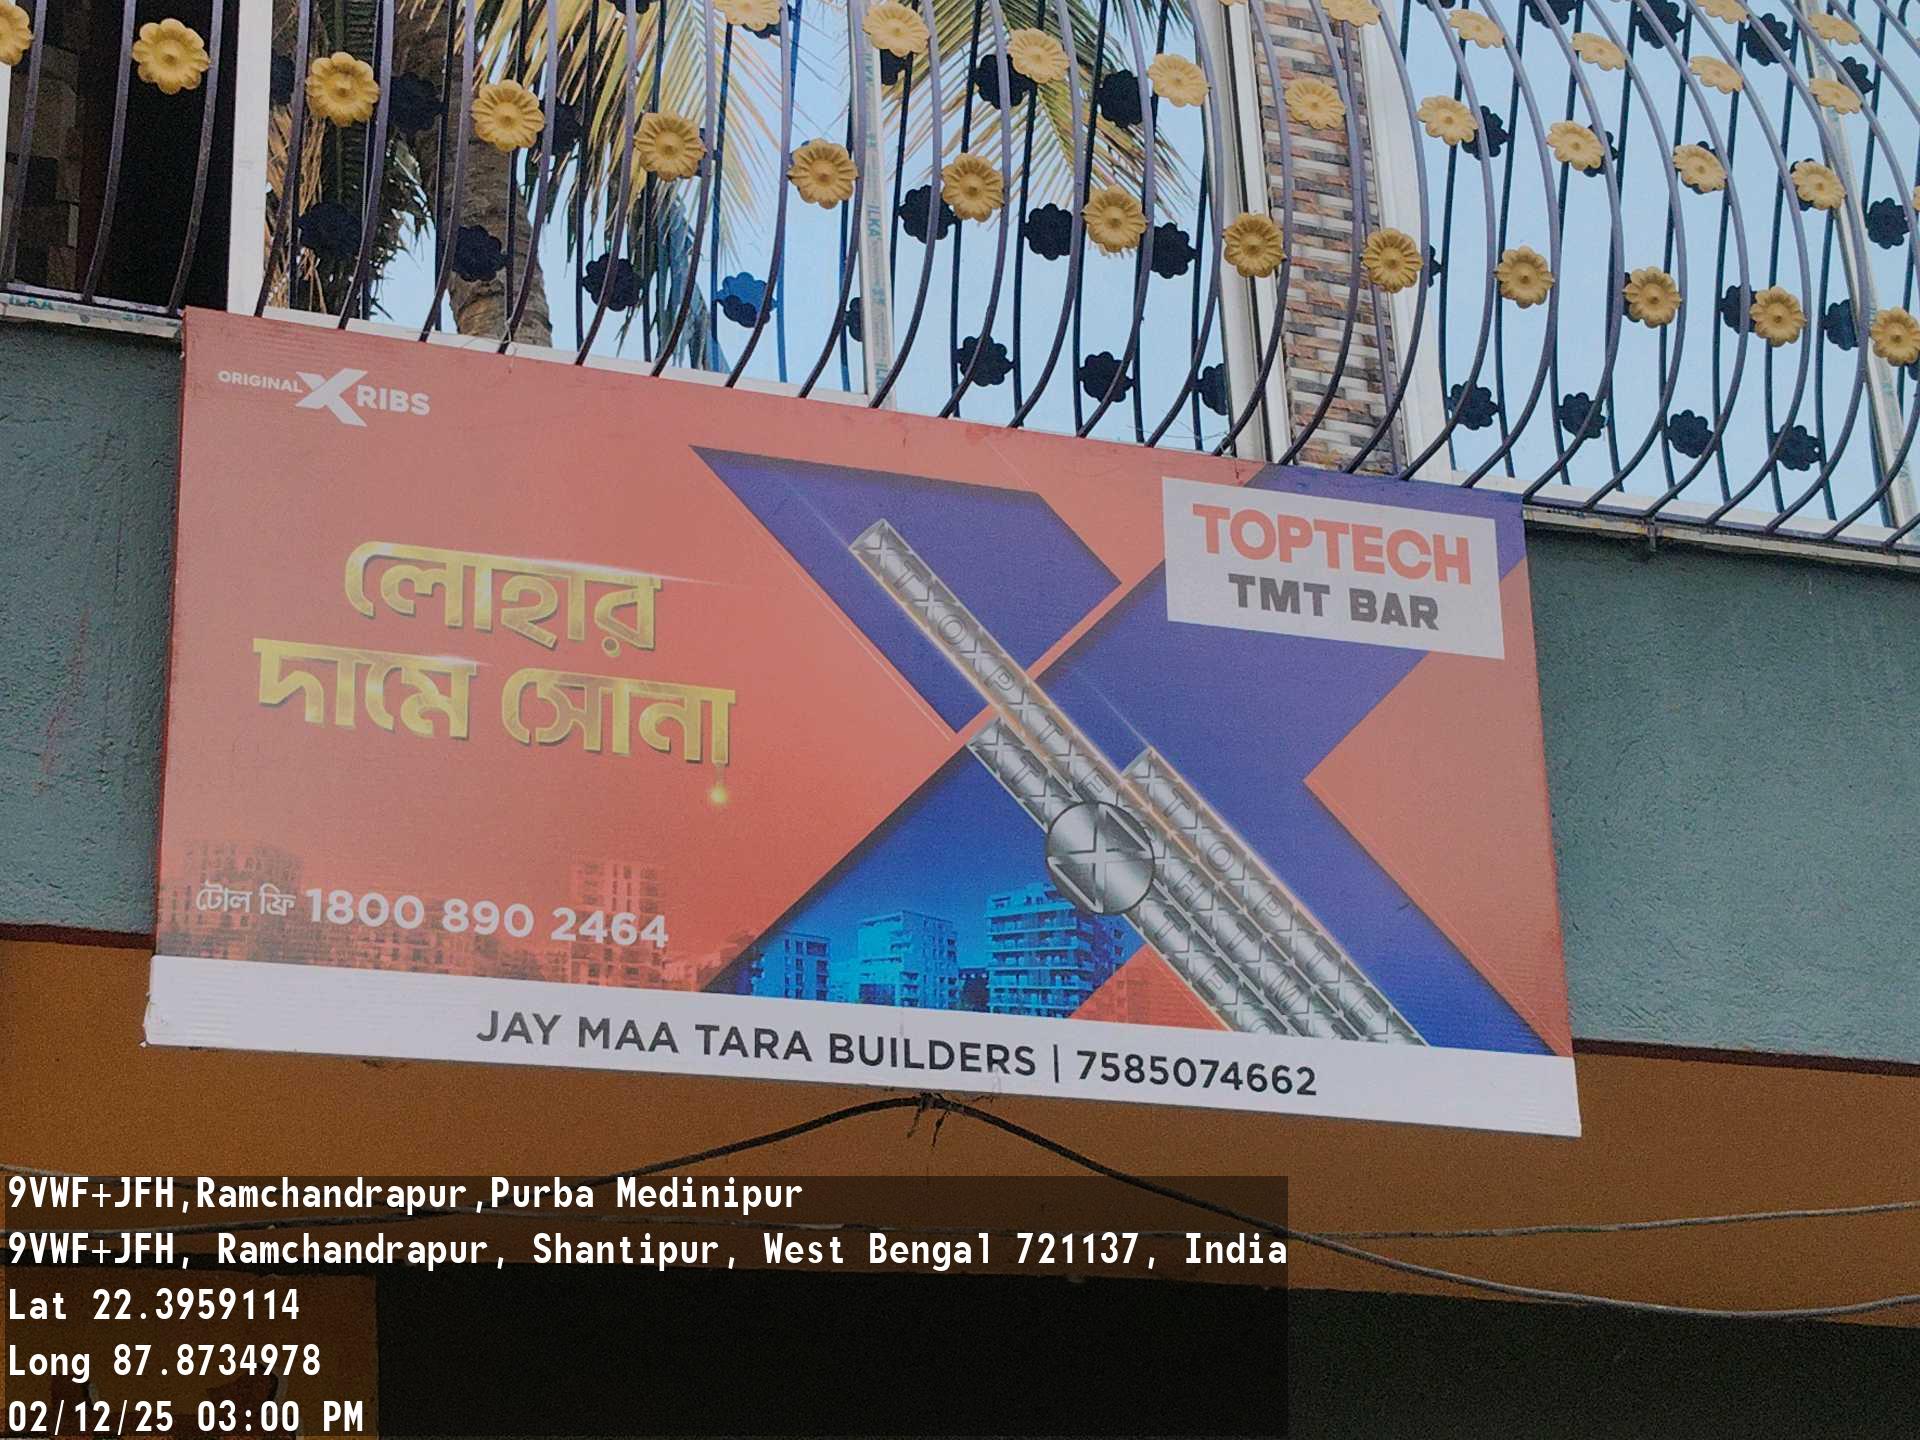 ORIGINAL X RIBS
TOPTECH
TMT BAR
লোহার
দামে সোনা
টোল ফ্রি 1800 890 2464
JAY MAA TARA BUILDERS | 7585074662
9VWF+JFH,Ramchandrapur,Purba Medinipur
9VWF+JFH, Ramchandrapur, Shantipur, West Bengal 721137, India
Lat 22.3959114
Long 87.8734978
02/12/25 03:00 PM